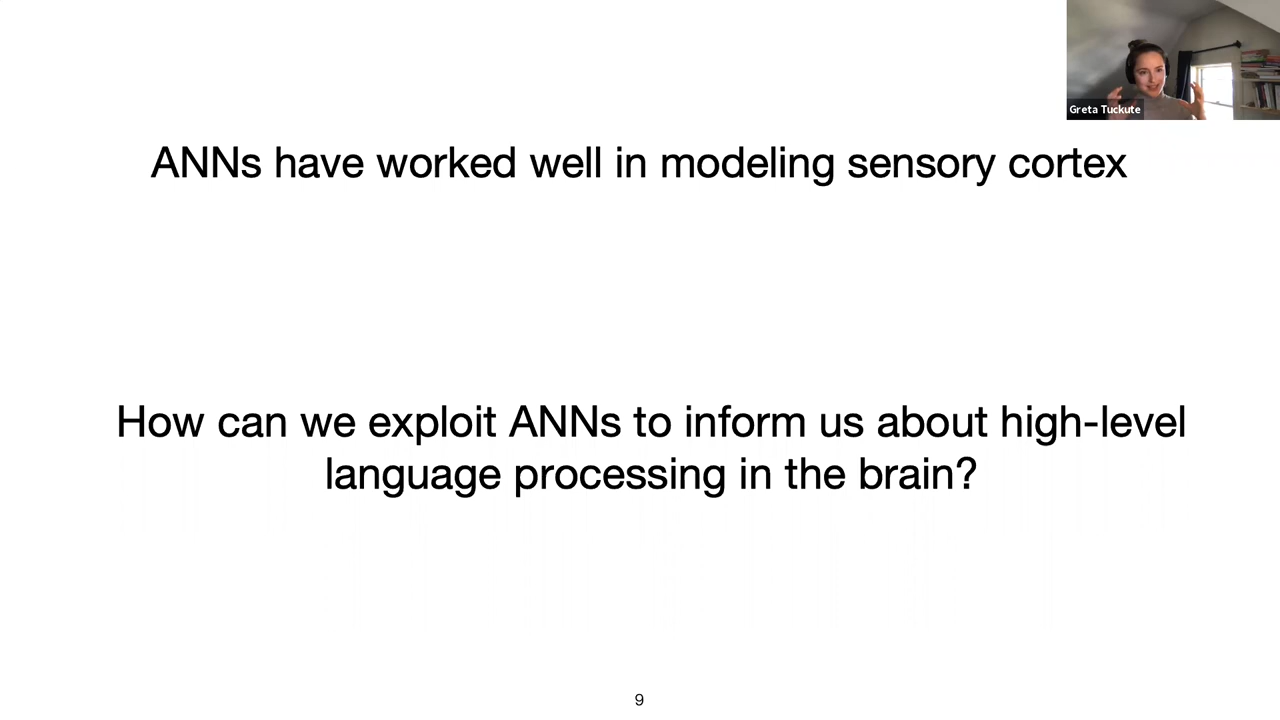 Greta Tuckute
ANNs have worked well in modeling sensory cortex
How can we exploit ANNs to inform us about high-level
language processing in the brain?
9